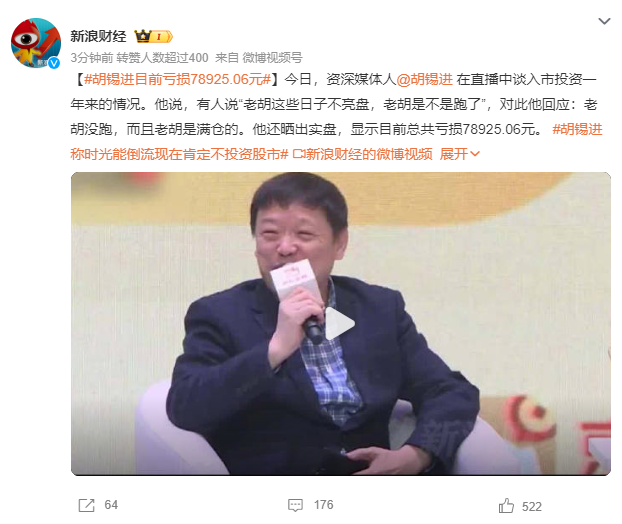 新浪财经 1
3分钟前 转赞人数超过400 来自 微博视频号
【#胡锡进目前亏损78925.06元#】今日，资深媒体人@胡锡进 在直播中谈入市投资一
年来的情况。他说，有人说“老胡这些日子不亮盘，老胡是不是跑了”，对此他回应：老
胡没跑，而且老胡是满仓的。他还晒出实盘，显示目前总共亏损78925.06元。 #胡锡进
称时光能倒流现在肯定不投资股市# 新浪财经的微博视频 展开
64
176
522